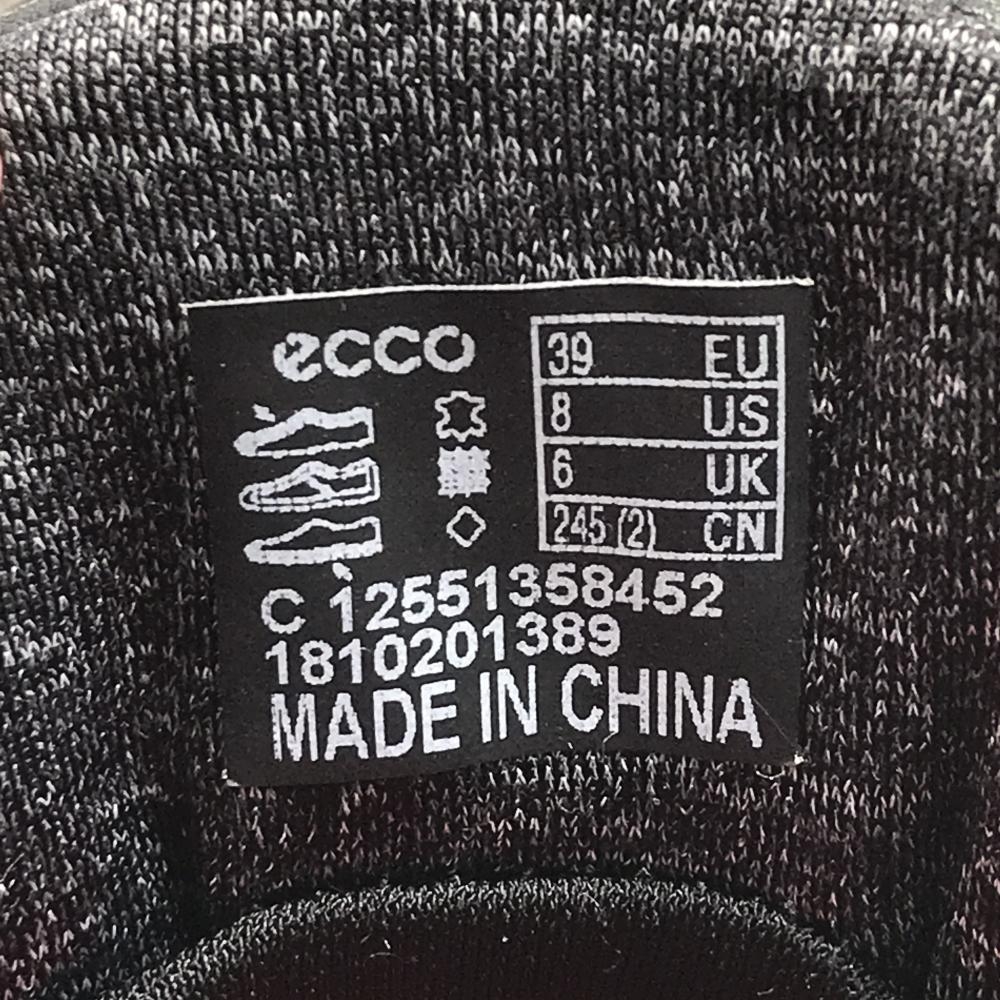 ecco
39 EU
8 US
6 UK
245 (2) CN
C 12551358452
1810201389
MADE IN CHINA